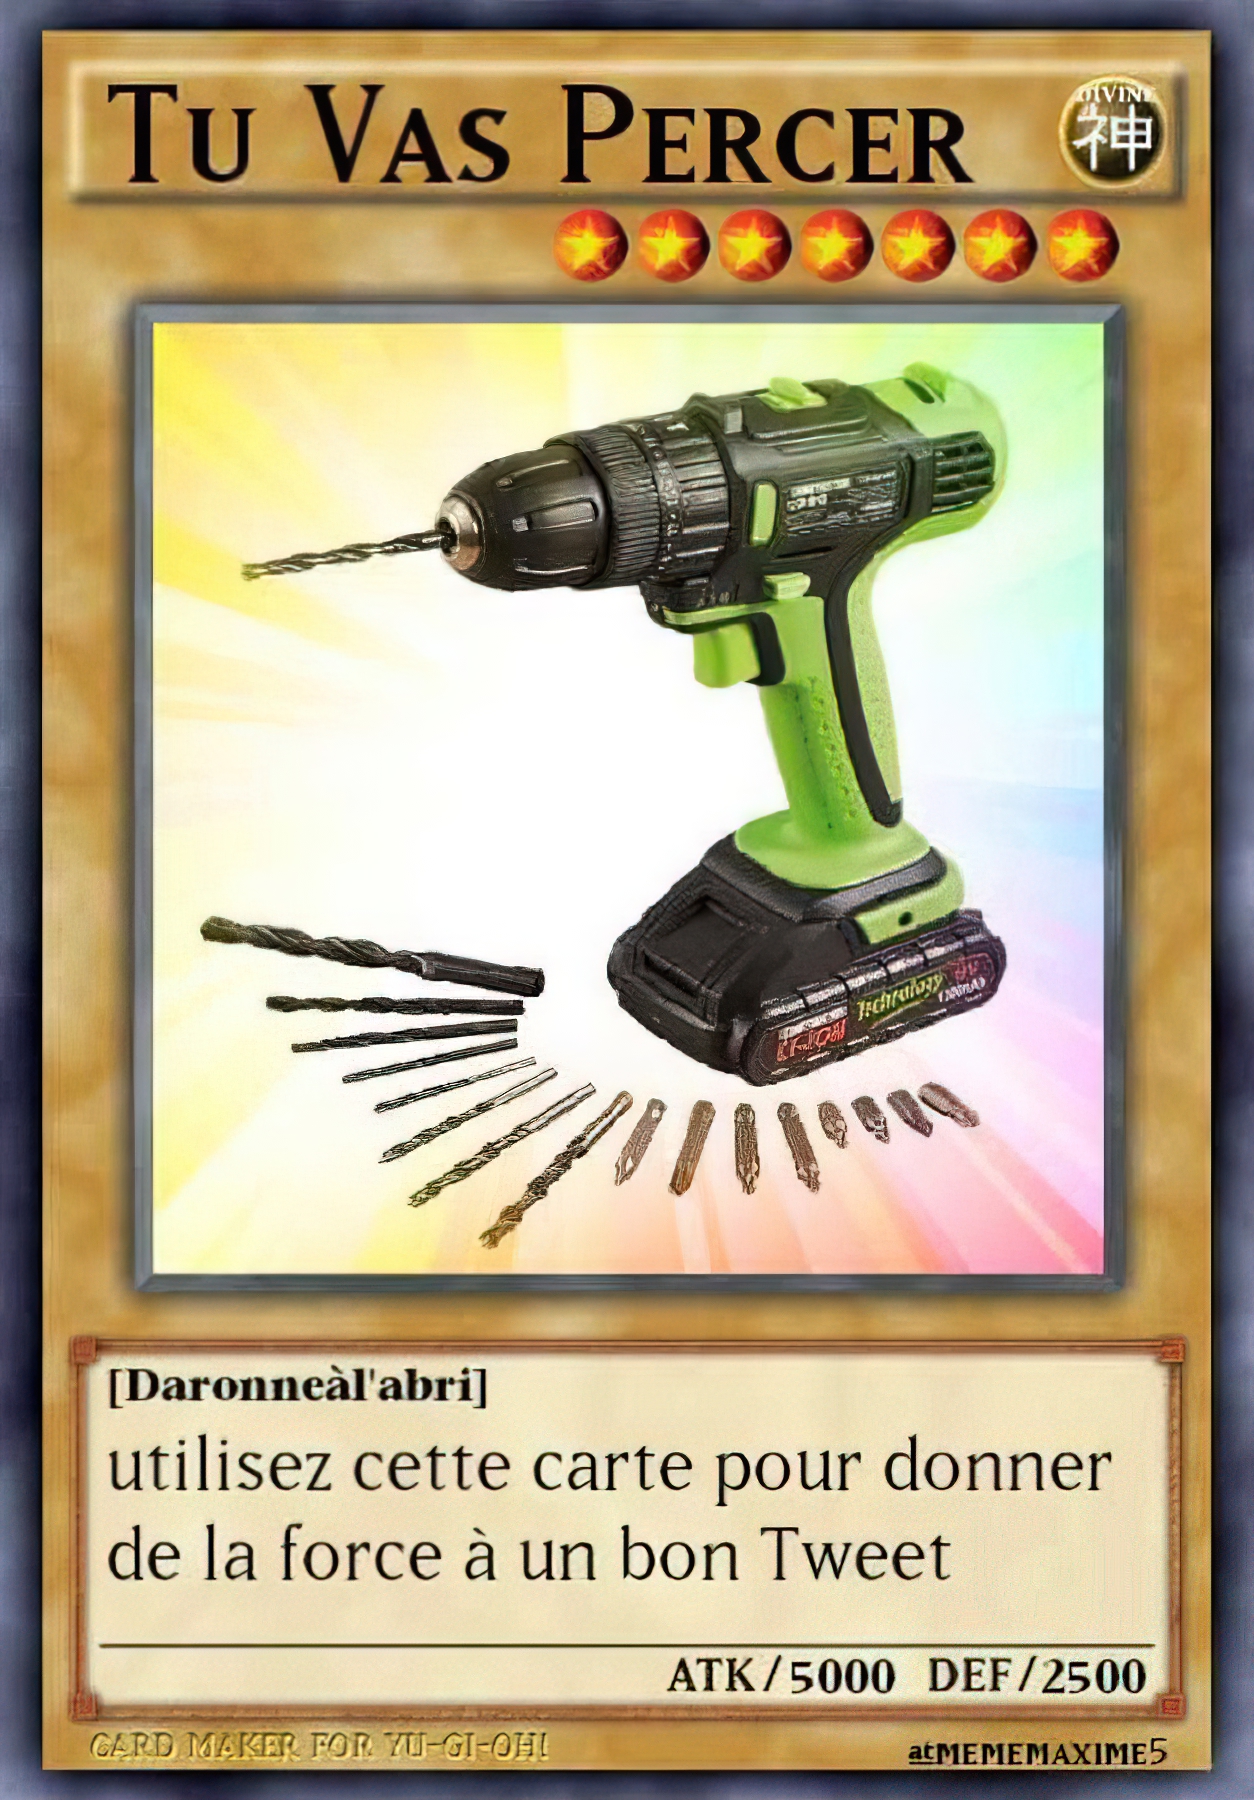 Tu Vas Percer
DIVINE
神
Technology
[Daronneàl'abri]
utilisez cette carte pour donner
de la force à un bon Tweet
ATK/5000 DEF/2500
CARD MAKER FOR YU-GI-OH!
atMEMEMAXIME5